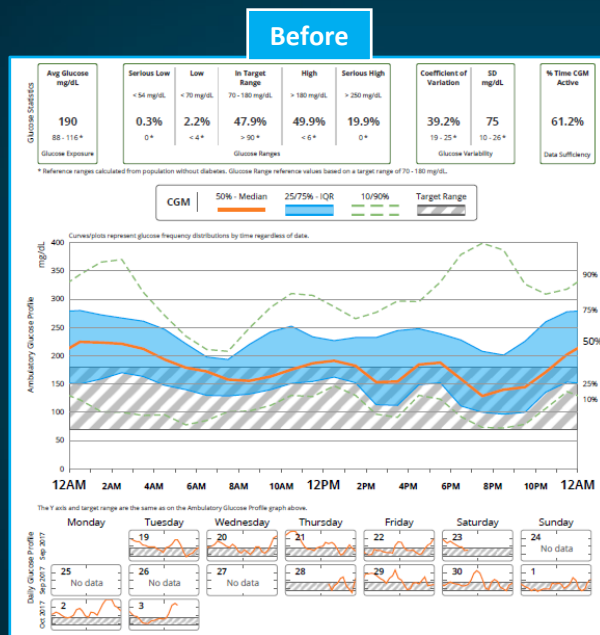 Before
Glucose Statistics
Avg Glucose
mg/dL
190
88 - 116 *
Glucose Exposure
Serious Low
< 54 mg/dL
0.3%
0 *
Low
< 70 mg/dL
2.2%
< 4 *
In Target
Range
70 - 180 mg/dL
47.9%
> 90 *
High
> 180 mg/dL
49.9%
< 6 *
Serious High
> 250 mg/dL
19.9%
0 *
Glucose Ranges
Coefficient of
Variation
39.2%
19 - 25 *
SD
mg/dL
75
10 - 26 *
Glucose Variability
% Time CGM
Active
61.2%
Data Sufficiency
* Reference ranges calculated from population without diabetes. Glucose Range reference values based on a target range of 70 - 180 mg/dL.
CGM
50% - Median
25/75% - IQR
10/90%
Target Range
Curves/plots represent glucose frequency distributions by time regardless of data.
Ambulatory Glucose Profile
mg/dL
400
350
300
250
200
150
100
50
0
90%
75%
50%
25%
10%
12AM 2AM 4AM 6AM 8AM 10AM 12PM 2PM 4PM 6PM 8PM 10PM 12AM
The Y axis and target range are the same as on the Ambulatory Glucose Profile graph above.
Daily Glucose Profile
Monday Tuesday Wednesday Thursday Friday Saturday Sunday
Sep 2017
19 20 21 22 23 24
No data
Sep 2017
25 26 27 28 29 30 1
No data No data No data
Oct 2017
2 3